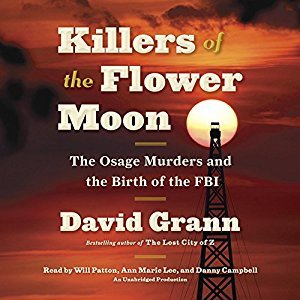 Killers of
the Flower
Moon
The Osage Murders and
the Birth of the FBI
David Grann
Bestselling author of The Lost City of Z
Read by Will Patton, Ann Marie Lee, and Danny Campbell
An Unabridged Production